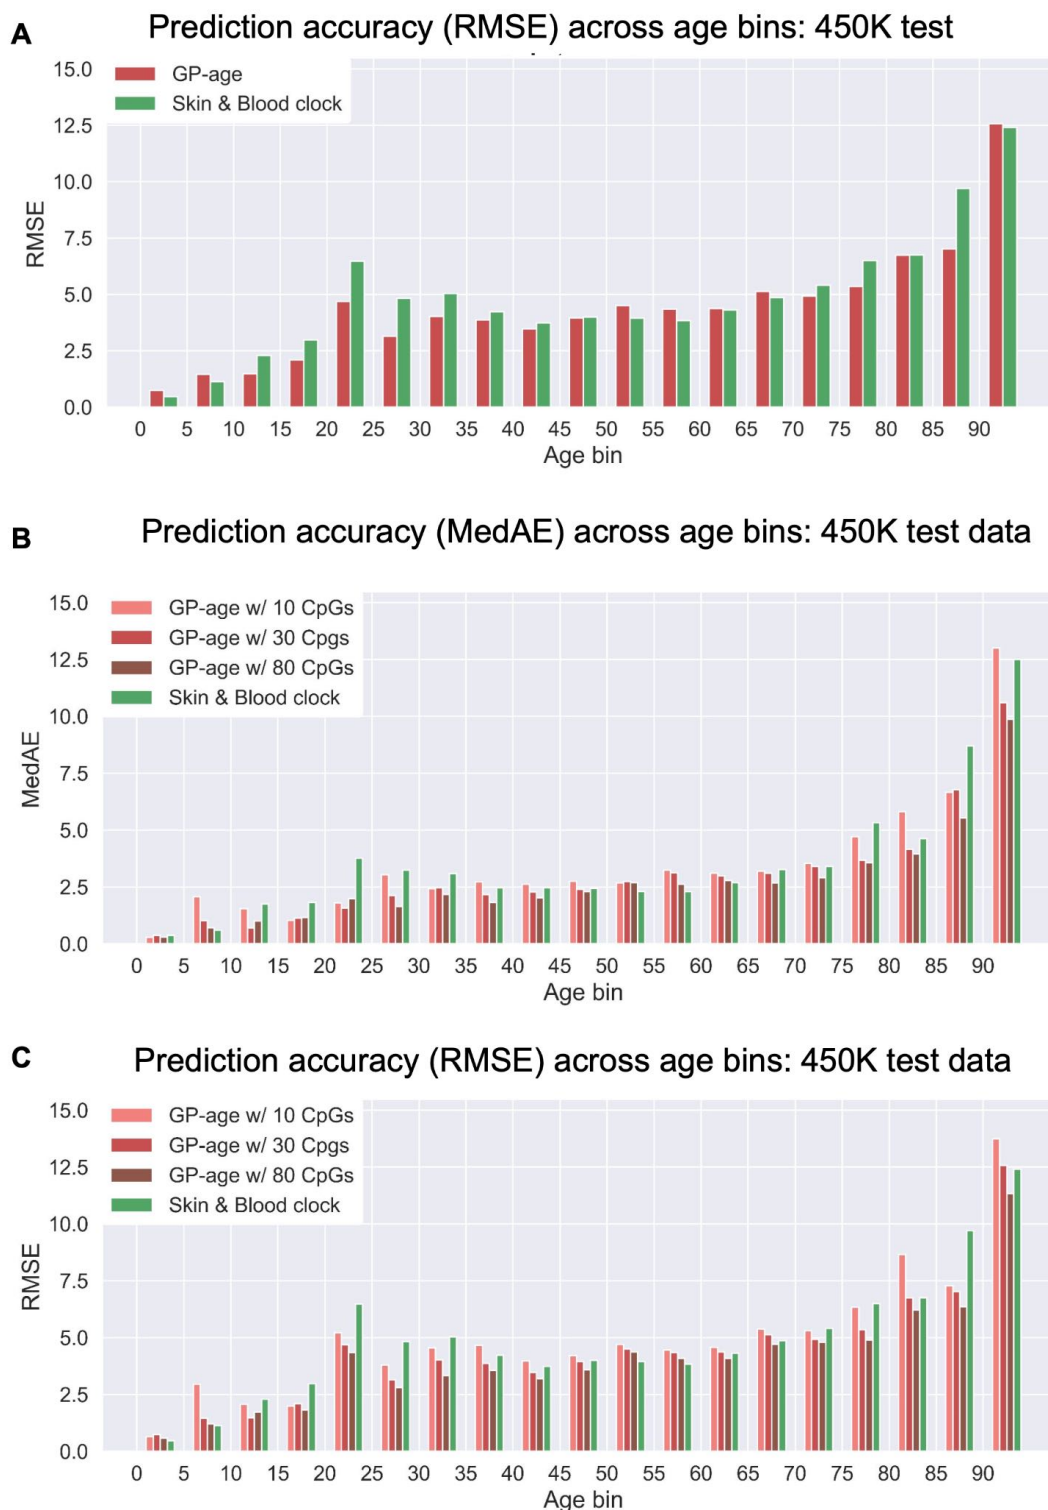 A
Prediction accuracy (RMSE) across age bins: 450K test
GP-age
Skin & Blood clock
15.0
12.5
10.0
7.5
5.0
2.5
0.0
RMSE
0 5 10 15 20 25 30 35 40 45 50 55 60 65 70 75 80 85 90
Age bin
B
Prediction accuracy (MedAE) across age bins: 450K test data
GP-age w/ 10 CpGs
GP-age w/ 30 Cpgs
GP-age w/ 80 CpGs
Skin & Blood clock
15.0
12.5
10.0
7.5
5.0
2.5
0.0
MedAE
0 5 10 15 20 25 30 35 40 45 50 55 60 65 70 75 80 85 90
Age bin
C
Prediction accuracy (RMSE) across age bins: 450K test data
GP-age w/ 10 CpGs
GP-age w/ 30 Cpgs
GP-age w/ 80 CpGs
Skin & Blood clock
15.0
12.5
10.0
7.5
5.0
2.5
0.0
RMSE
0 5 10 15 20 25 30 35 40 45 50 55 60 65 70 75 80 85 90
Age bin